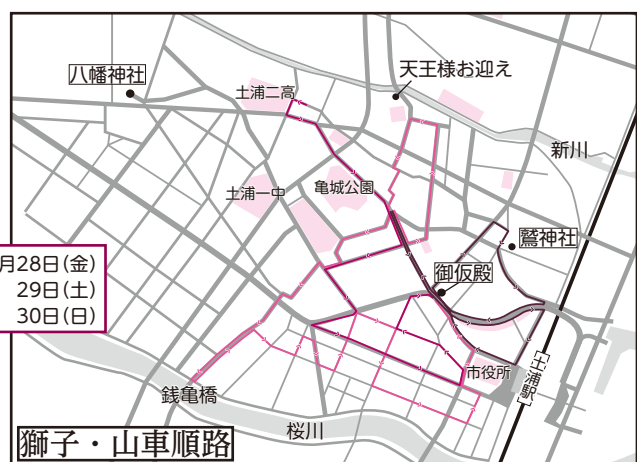 八幡神社
土浦二高
天王様お迎え
新川
土浦一中
亀城公園
鷲神社
御仮殿
月28日(金)
29日(土)
30日(日)
市役所
土浦駅
銭亀橋
桜川
獅子・山車順路